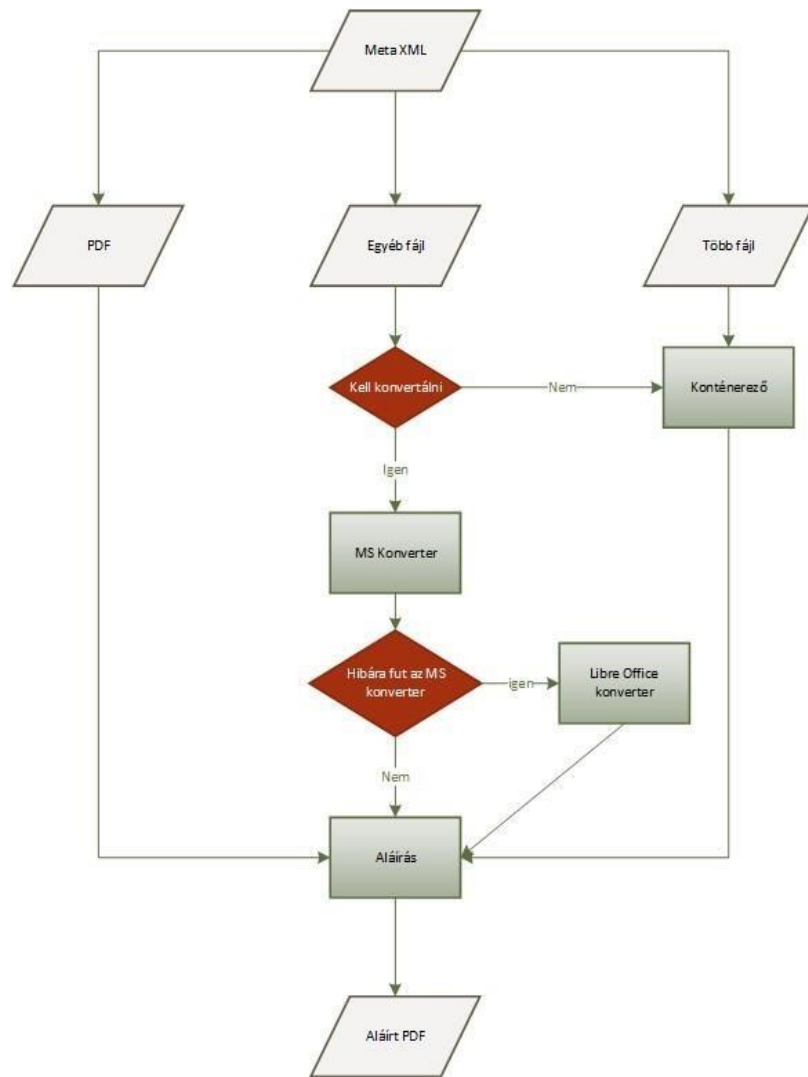 Meta XML
PDF
Egyéb fájl
Több fájl
Kell konvertálni
Nem
Konténerező
Igen
MS Konverter
Hibára fut az MS
konverter
igen
Libre Office
konverter
Nem
Aláírás
Aláírt PDF